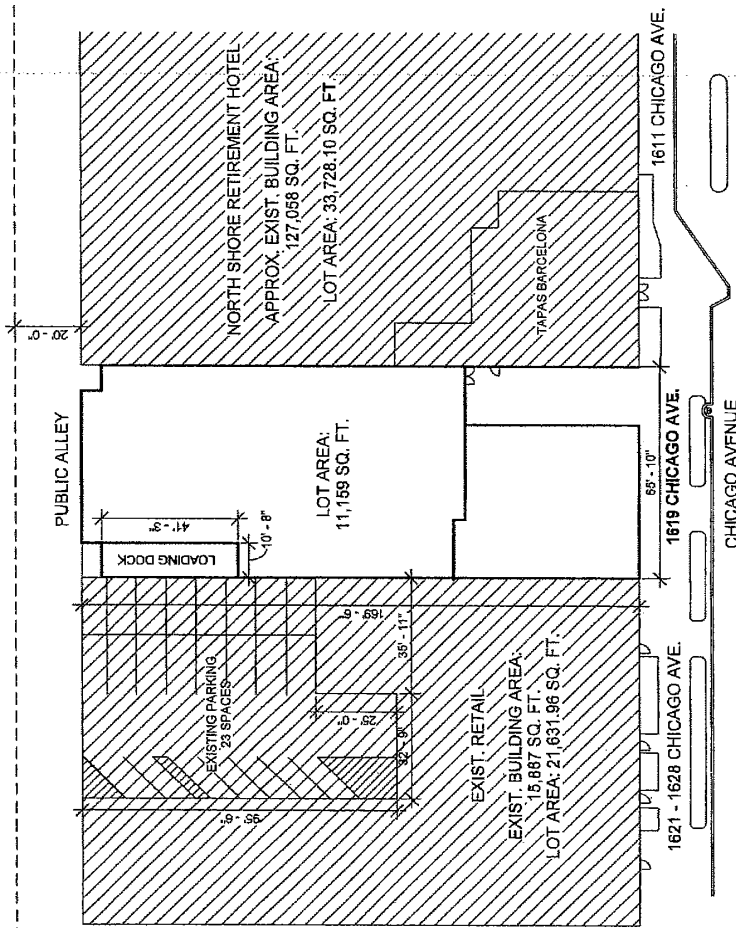 20' - 0"
PUBLIC ALLEY
NORTH SHORE RETIREMENT HOTEL
APPROX. EXIST. BUILDING AREA:
127,058 SQ. FT.
LOT AREA: 33,728.10 SQ. FT.
TAPAS BARCELONA
1611 CHICAGO AVE.
LOADING DOCK
41' - 3"
10' - 8"
LOT AREA:
11,159 SQ. FT.
65' - 10"
1619 CHICAGO AVE.
CHICAGO AVENUE
EXISTING PARKING
23 SPACES
169' - 6"
35' - 11"
25' - 0"
32' - 9"
95' - 6"
EXIST. RETAIL
EXIST. BUILDING AREA:
15,887 SQ. FT.
LOT AREA: 21,631.96 SQ. FT.
1621 - 1628 CHICAGO AVE.